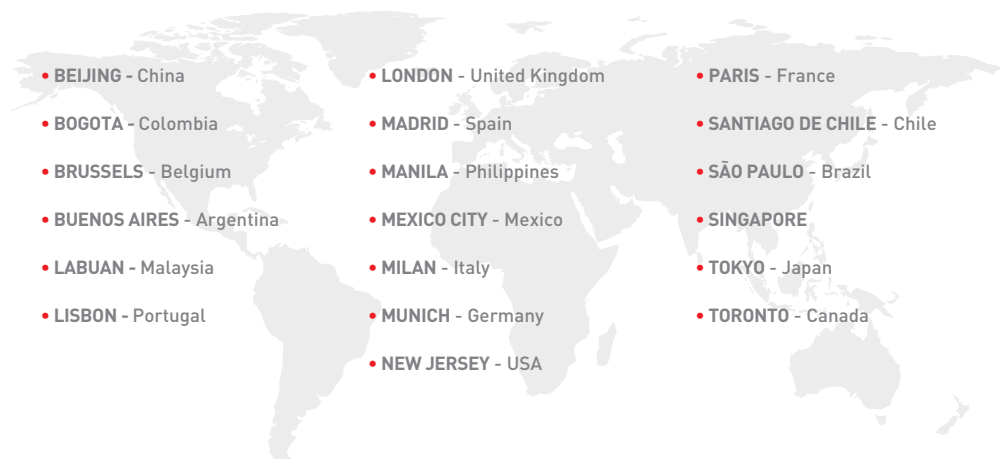 • BEIJING - China
• BOGOTA - Colombia
• BRUSSELS - Belgium
• BUENOS AIRES - Argentina
• LABUAN - Malaysia
• LISBON - Portugal
• LONDON - United Kingdom
• MADRID - Spain
• MANILA - Philippines
• MEXICO CITY - Mexico
• MILAN - Italy
• MUNICH - Germany
• NEW JERSEY - USA
• PARIS - France
• SANTIAGO DE CHILE - Chile
• SÃO PAULO - Brazil
• SINGAPORE
• TOKYO - Japan
• TORONTO - Canada